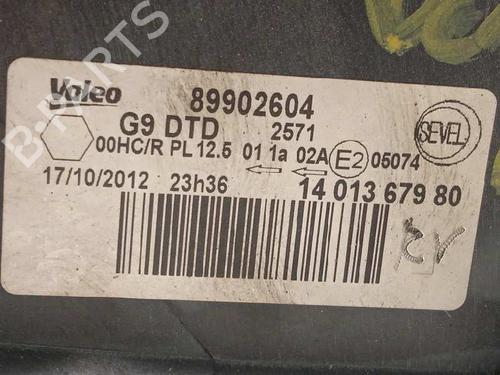 Valeo 89902604
G9 DTD 2571 SEVEL
00HC/R PL 12.5 01 1a 02A E2 05074
17/10/2012 23h36 14 013 679 80
B-PARTS